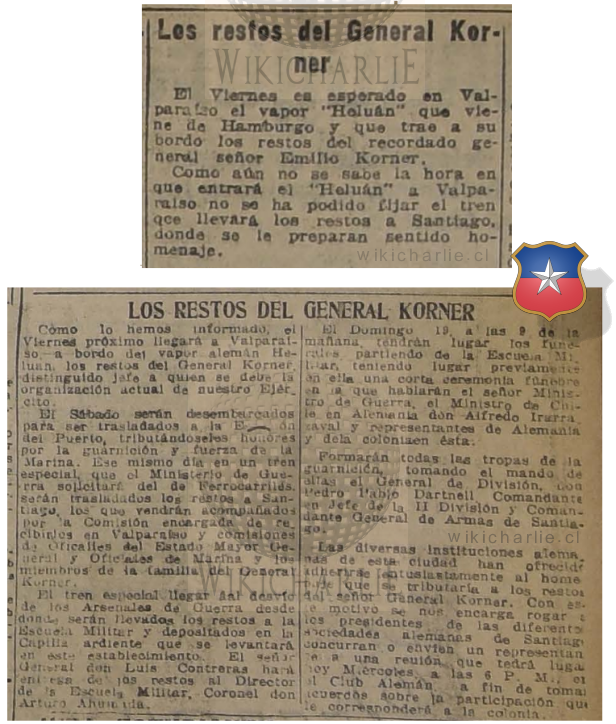 Los restos del General Kor-
ner
WIKICHARLIE
El Viernes es esperado en Val-
paraíso el vapor "Heluán" que vie-
ne de Hamburgo y que trae a su
bordo los restos del recordado ge-
neral señor Emilio Korner.
Como aún no se sabe la hora en
que entrará el "Heluán" a Valpa-
raíso no se ha podido fijar el tren
qce llevará los restos a Santiago,
donde se le preparan sentido ho-
menaje.
wikicharlie.cl
LOS RESTOS DEL GENERAL KORNER
Cómo lo hemos informado, el
Viernes próximo llegará a Valparaí-
so, a bordo del vapor alemán He-
luan, los restos del General Korner,
distinguido jefe a quien se debe la
organización actual de nuestro Ejér-
cito.
El Sábado serán desembarcados
para ser trasladados a la
del Puerto, tributándoseles honores
por la guarnición y fuerza de la
Marina. Ese mismo día en un tren
especial, que el Ministerio de Gue-
rra solicitará del de Ferrocarriles,
serán trasladados los restos a San-
tiago, los que vendrán acompañados
por la Comisión encargada de re-
cibirlos en Valparaíso y comisiones
de Oficailes del Estado Mayor Ge-
neral y Oficiales de Marina y los
miembros de la familia del General
Korner.
El tren especial llegar aal desvío
de los Arsenales de Guerra desde
donde serán llevados los restos a la
Escuela Militar y depositados en la
Capilla ardiente que se levantará
en este establecimiento. El señor
General don Luis Contreras hará
entrega de los restos al Director
de la Escuela Militar, Coronel don
Arturo Ahumada.
El Domingo 19, a las 9 de la
mañana, tendrán lugar los fune-
rales, partiendo de la Escuela Mi-
litar, teniendo lugar previamente
en ella una corta ceremonia fúnebre
en la que hablarán el señor Minis-
tro de Guerra, el Ministro de Chi-
le en Alemania don Alfredo Irarrá-
zaval y representantes de Alemania
y dela coloniaen ésta.
Formarán todas las tropas de la
guarnición, tomando el mando de
ellas el General de División, don
Pedro Pablo Dartnell Comandante
en Jefe de la II División y Coman-
dante General de Armas de Santia-
go.
wikicharlie.cl
Las diversas instituciones alema-
nas de esta ciudad han ofrecido
adherirse entusiastamente al home-
naje que se tributaría a los restos
del señor General Korner. Con es-
te motivo se nos encarga rogar a
los presidentes de las diferentes
sociedades alemanas de Santiago
concurran o envíen un representan-
te a una reuión que tedrá lugar
hoy Miércoles, a las 6 P. M., en
el Club Alemán, a fin de tomar
acuerdos sobre la participación que
le corresponderá a la colonia.